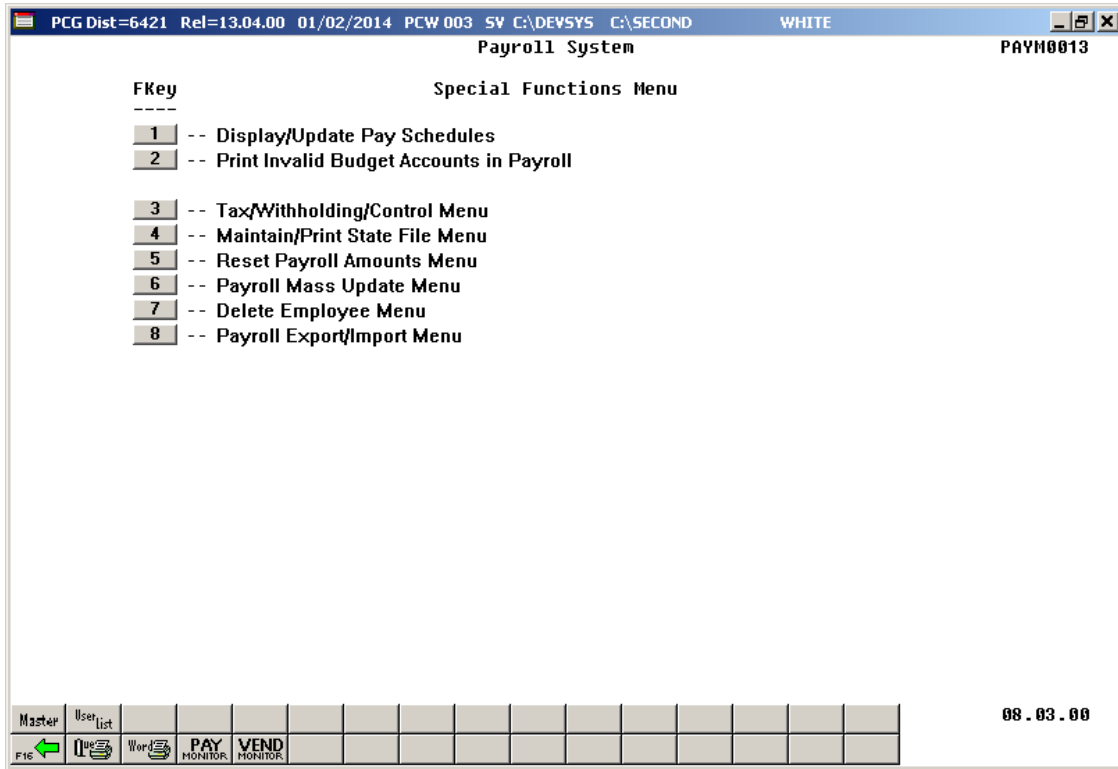 PCG Dist=6421 Rel=13.04.00 01/02/2014 PCW 003 SV C:\DEVSYS C:\SECOND WHITE
Payroll System PAYM0013
FKey Special Functions Menu
----
1 -- Display/Update Pay Schedules
2 -- Print Invalid Budget Accounts in Payroll
3 -- Tax/Withholding/Control Menu
4 -- Maintain/Print State File Menu
5 -- Reset Payroll Amounts Menu
6 -- Payroll Mass Update Menu
7 -- Delete Employee Menu
8 -- Payroll Export/Import Menu
Master User List 08.03.00
F16 Que Word PAY MONITOR VEND MONITOR